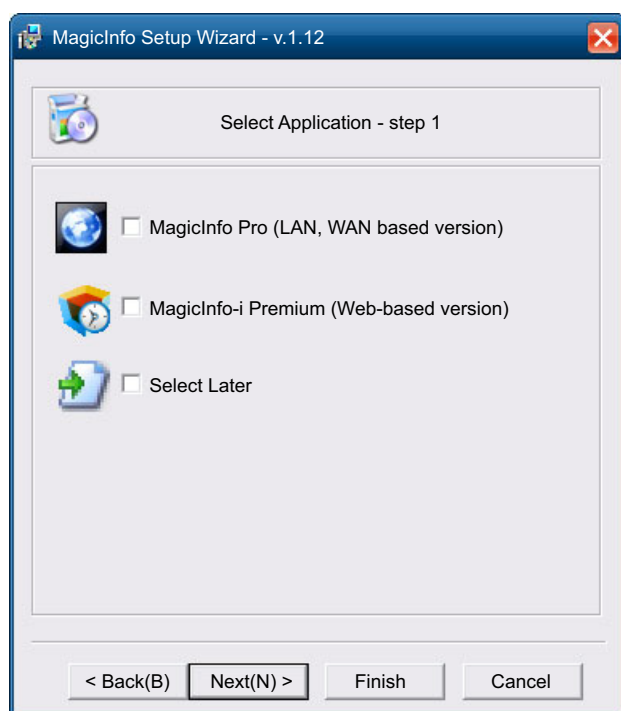 MagicInfo Setup Wizard - v.1.12
Select Application - step 1
MagicInfo Pro (LAN, WAN based version)
MagicInfo-i Premium (Web-based version)
Select Later
< Back(B) Next(N) > Finish Cancel